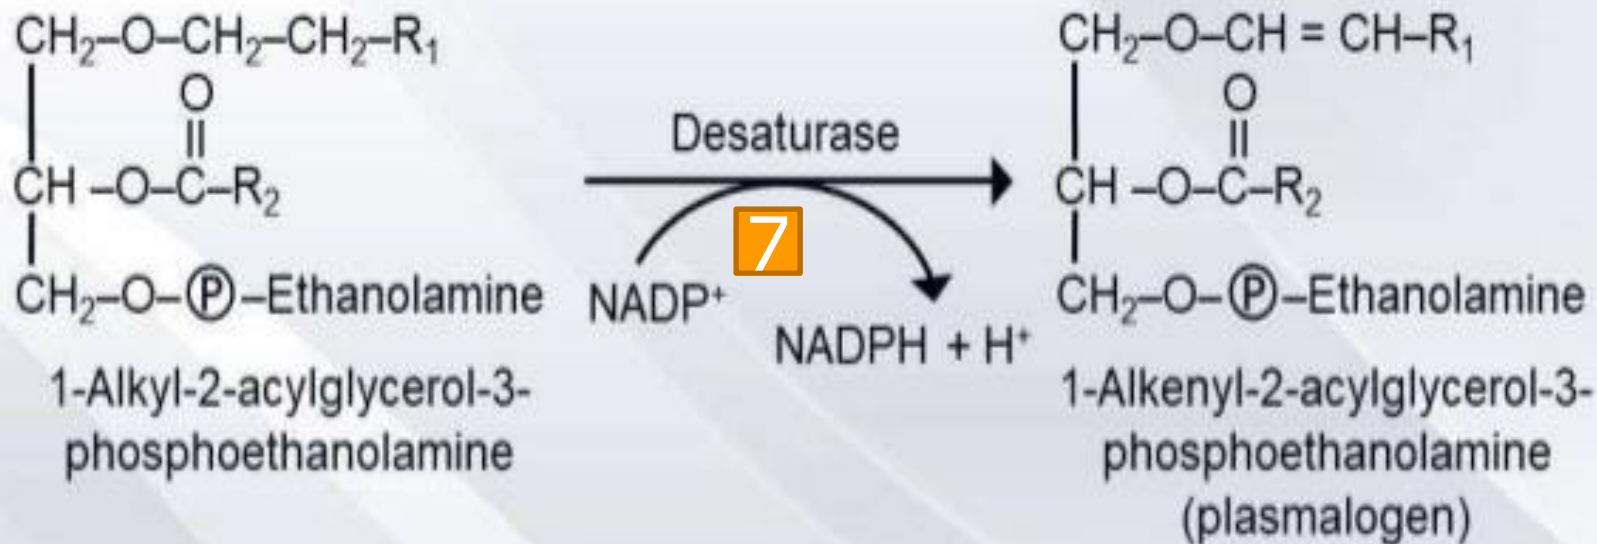 CH₂–O–CH₂–CH₂–R₁
O
CH –O–C–R₂
CH₂–O–Ⓟ–Ethanolamine
1-Alkyl-2-acylglycerol-3-
phosphoethanolamine
Desaturase
7
NADP⁺
NADPH + H⁺
CH₂–O–CH = CH–R₁
O
CH –O–C–R₂
CH₂–O–Ⓟ–Ethanolamine
1-Alkenyl-2-acylglycerol-3-
phosphoethanolamine
(plasmalogen)